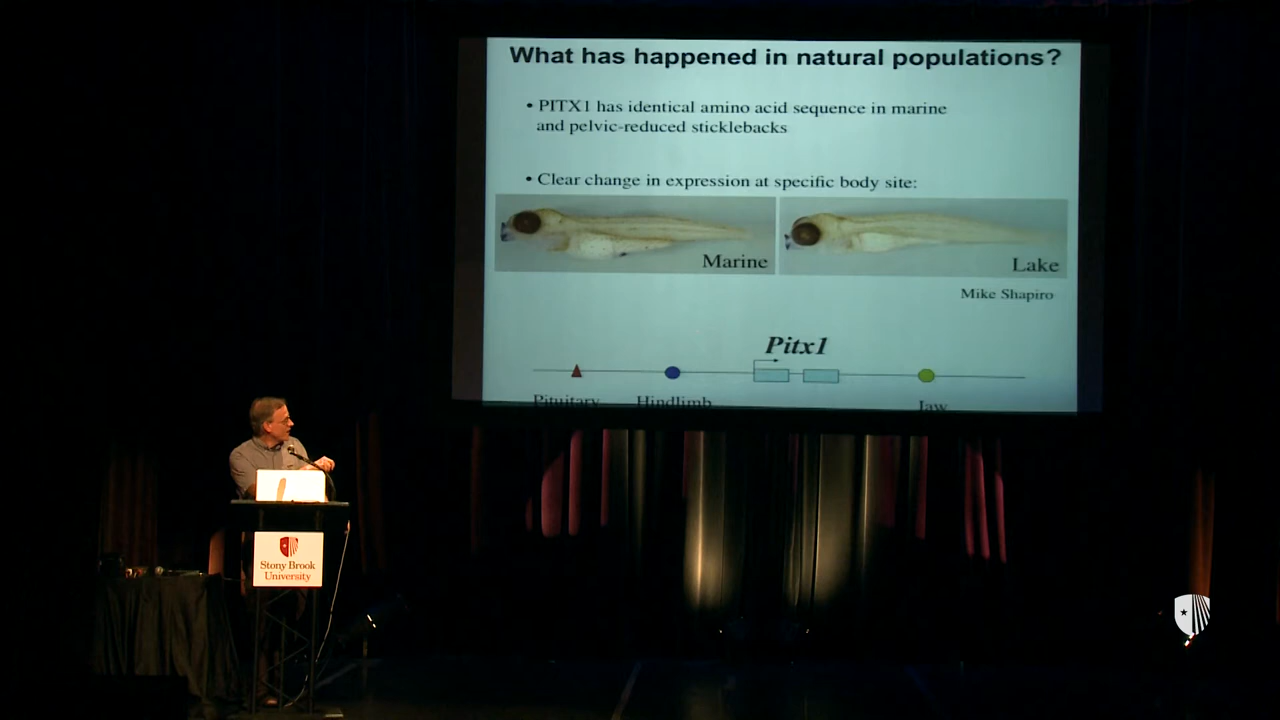 What has happened in natural populations?
• PITX1 has identical amino acid sequence in marine
and pelvic-reduced sticklebacks
• Clear change in expression at specific body site:
Marine
Lake
Mike Shapiro
Pitx1
Pituitary Hindlimb Jaw
Stony Brook
University